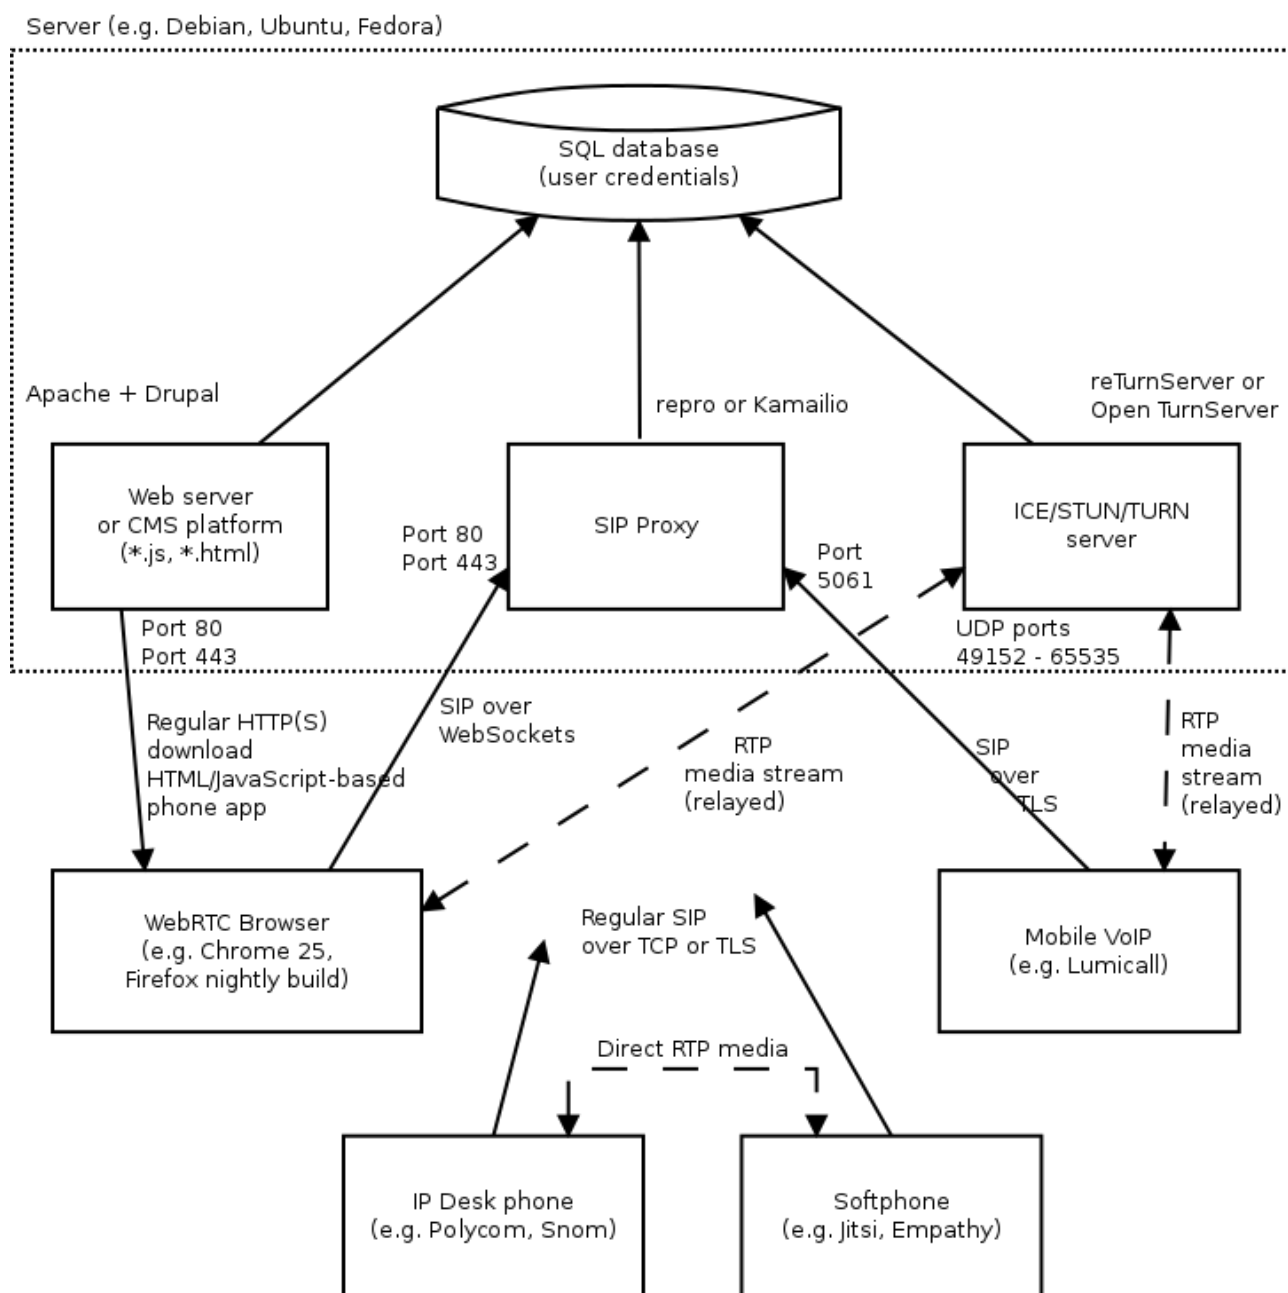 Server (e.g. Debian, Ubuntu, Fedora)
SQL database
(user credentials)
Apache + Drupal
repro or Kamailio
reTurnServer or
Open TurnServer
Web server
or CMS platform
(*.js, *.html)
Port 80
Port 443
SIP Proxy
Port
5061
ICE/STUN/TURN
server
Port 80
Port 443
UDP ports
49152 - 65535
Regular HTTP(S)
download
HTML/JavaScript-based
phone app
SIP over
WebSockets
RTP
media stream
(relayed)
SIP
over
TLS
RTP
media
stream
(relayed)
WebRTC Browser
(e.g. Chrome 25,
Firefox nightly build)
Regular SIP
over TCP or TLS
Mobile VoIP
(e.g. Lumicall)
Direct RTP media
IP Desk phone
(e.g. Polycom, Snom)
Softphone
(e.g. Jitsi, Empathy)